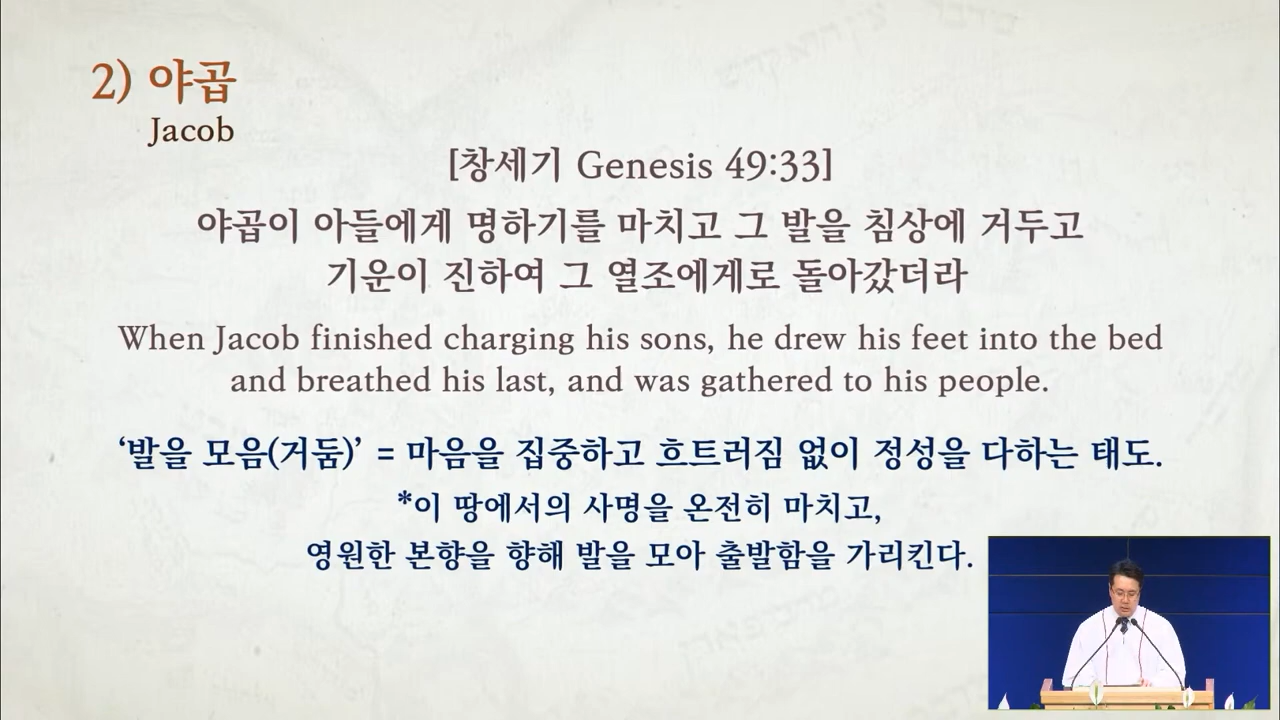 2) 야곱
Jacob
[창세기 Genesis 49:33]
야곱이 아들에게 명하기를 마치고 그 발을 침상에 거두고
기운이 진하여 그 열조에게로 돌아갔더라
When Jacob finished charging his sons, he drew his feet into the bed
and breathed his last, and was gathered to his people.
‘발을 모음(거둠)’ = 마음을 집중하고 흐트러짐 없이 정성을 다하는 태도.
*이 땅에서의 사명을 온전히 마치고,
영원한 본향을 향해 발을 모아 출발함을 가리킨다.